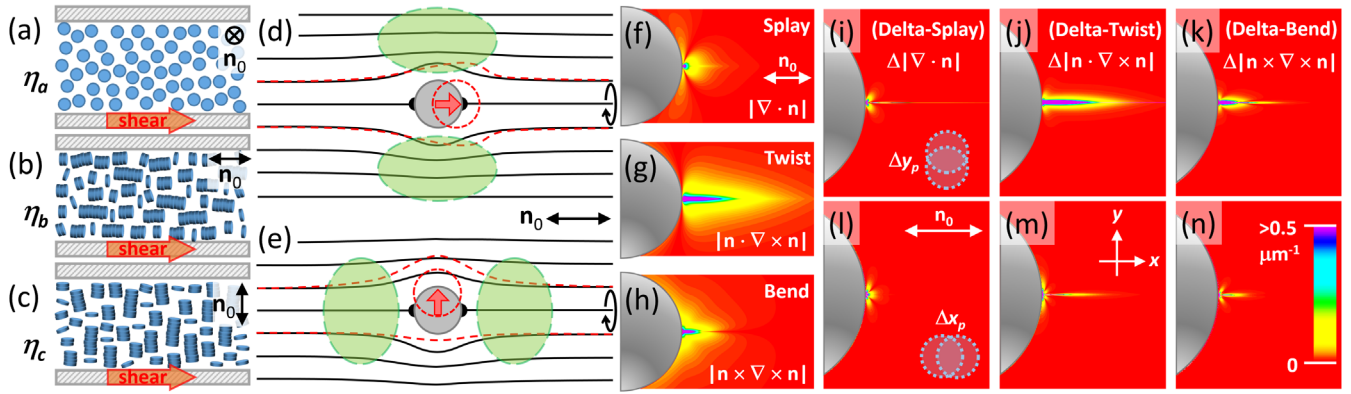 (a)
n₀
ηₐ
shear
(b)
n₀
η_b
shear
(c)
n₀
η_c
shear
(d)
n₀
(e)
(f)
Splay
n₀
|∇ · n|
(g)
Twist
|n · ∇ × n|
(h)
Bend
|n × ∇ × n|
(i)
(Delta-Splay)
Δ|∇ · n|
Δy_p
(j)
(Delta-Twist)
Δ|n · ∇ × n|
(k)
(Delta-Bend)
Δ|n × ∇ × n|
(l)
n₀
Δx_p
(m)
y
x
(n)
>0.5
μm⁻¹
0